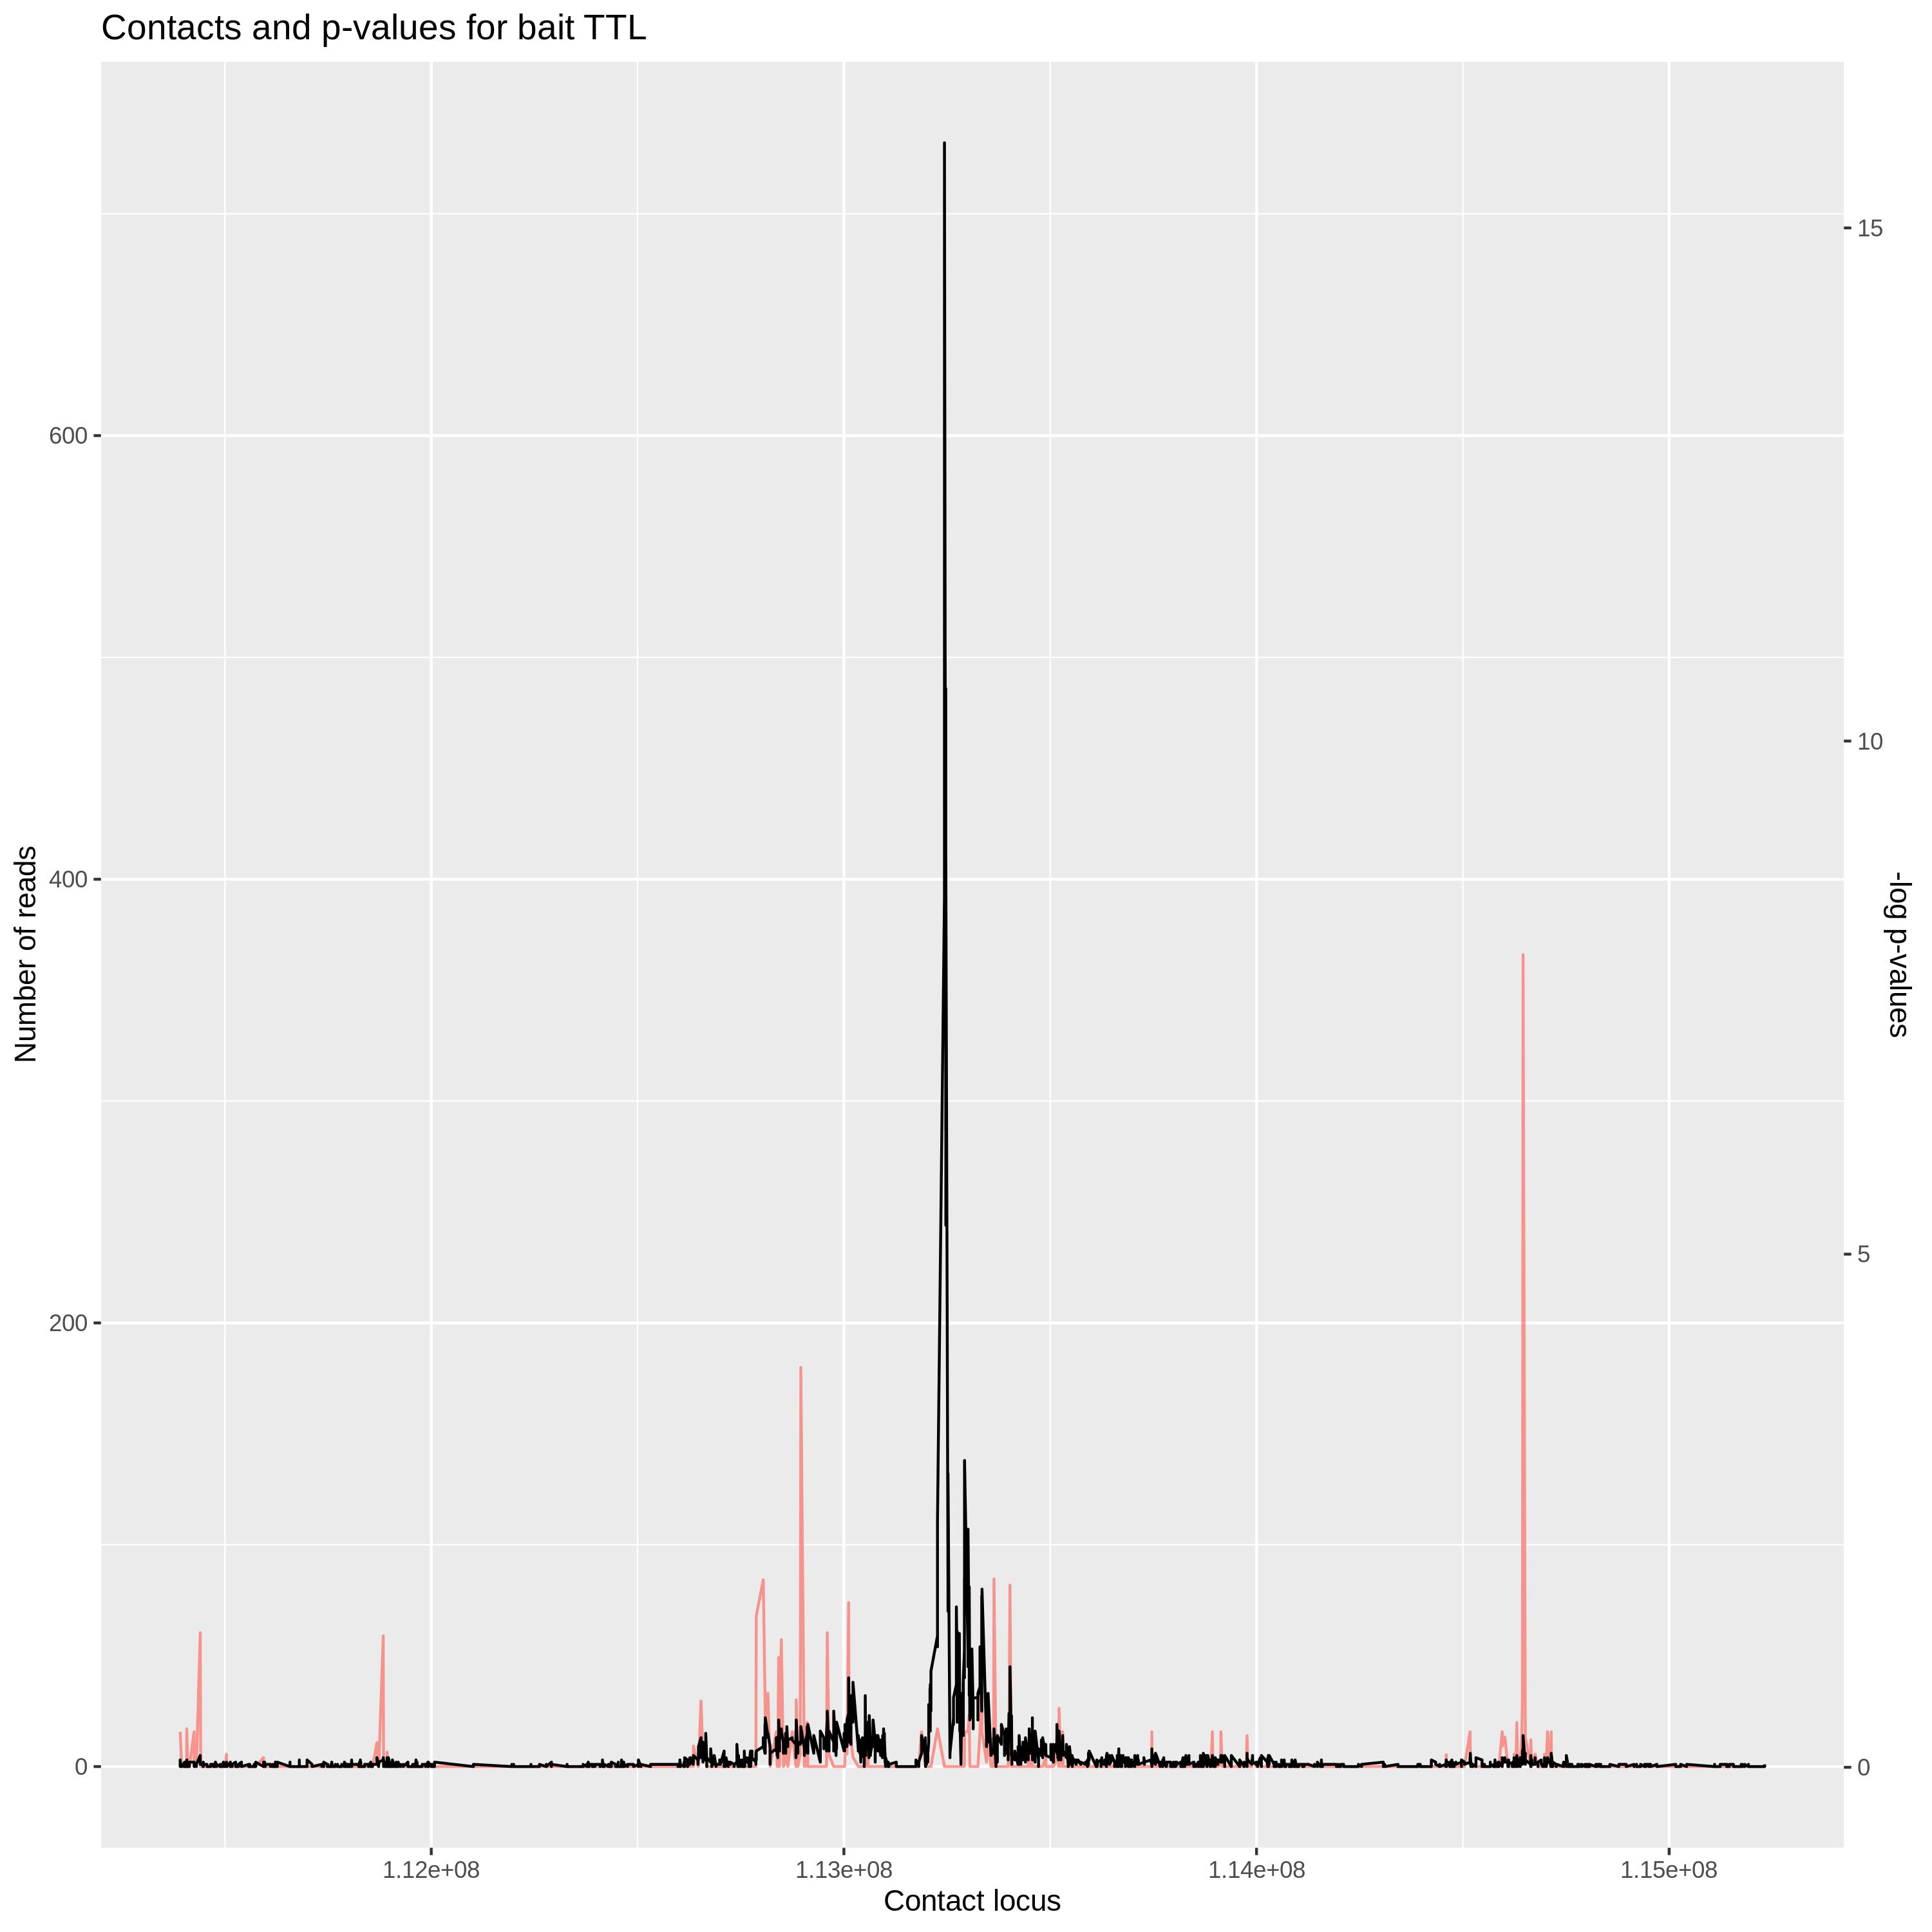 Contacts and p-values for bait TTL
15
600
10
400
Number of reads
-log p-values
5
200
0
0
1.12e+08
1.13e+08
1.14e+08
1.15e+08
Contact locus